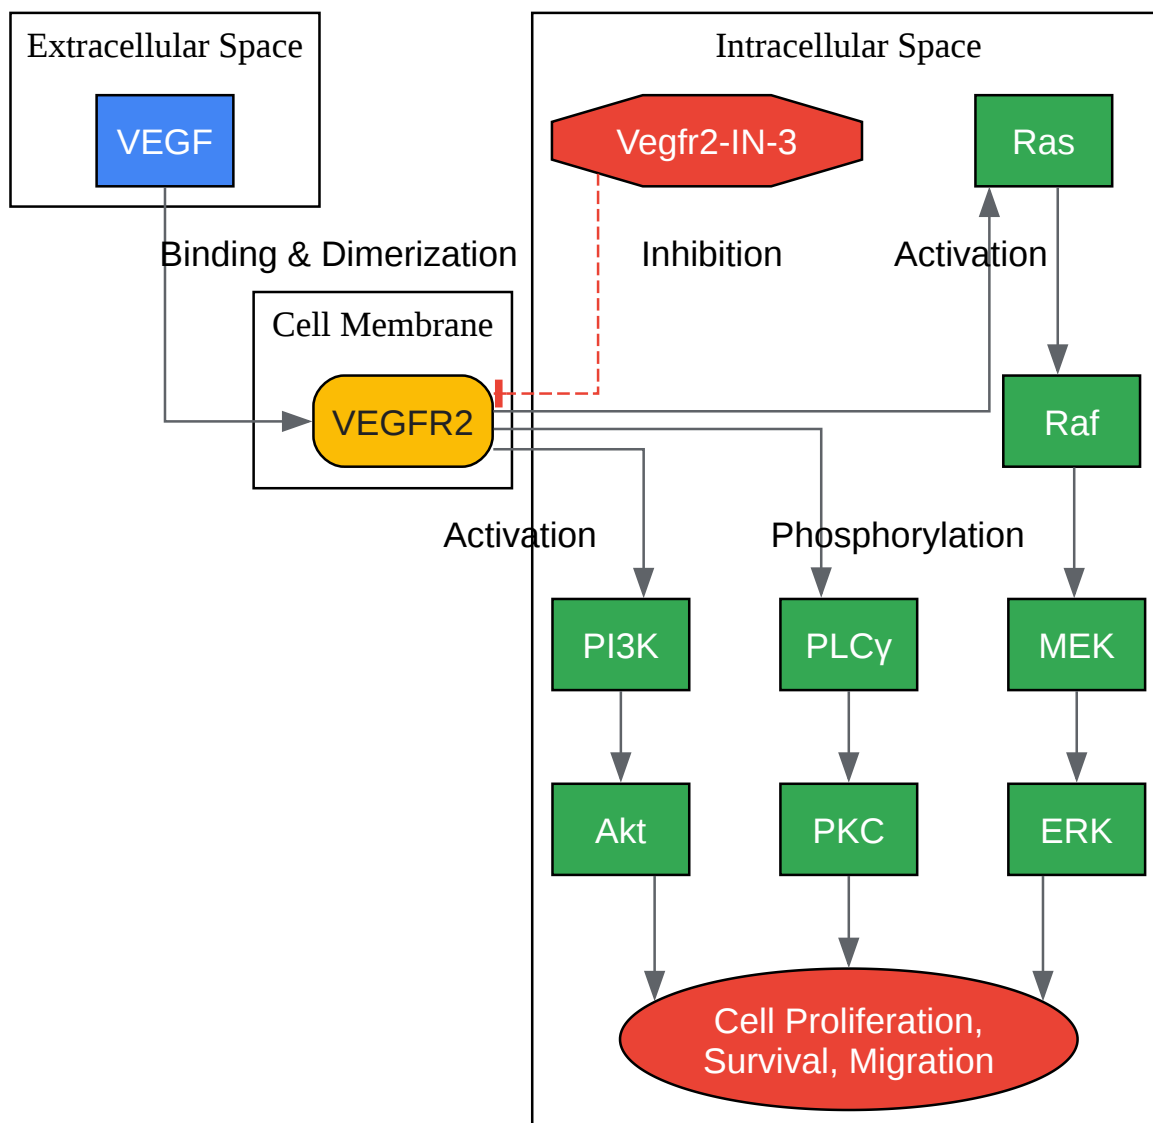 Extracellular Space
Intracellular Space
VEGF
Vegfr2-IN-3
Ras
Binding & Dimerization
Inhibition
Activation
Cell Membrane
VEGFR2
Raf
Activation
Phosphorylation
PI3K
PLCγ
MEK
Akt
PKC
ERK
Cell Proliferation,
Survival, Migration